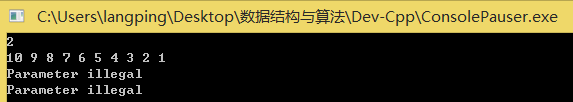 C:\Users\langping\Desktop\数据结构与算法\Dev-Cpp\ConsolePauser.exe
2
10 9 8 7 6 5 4 3 2 1
Parameter illegal
Parameter illegal